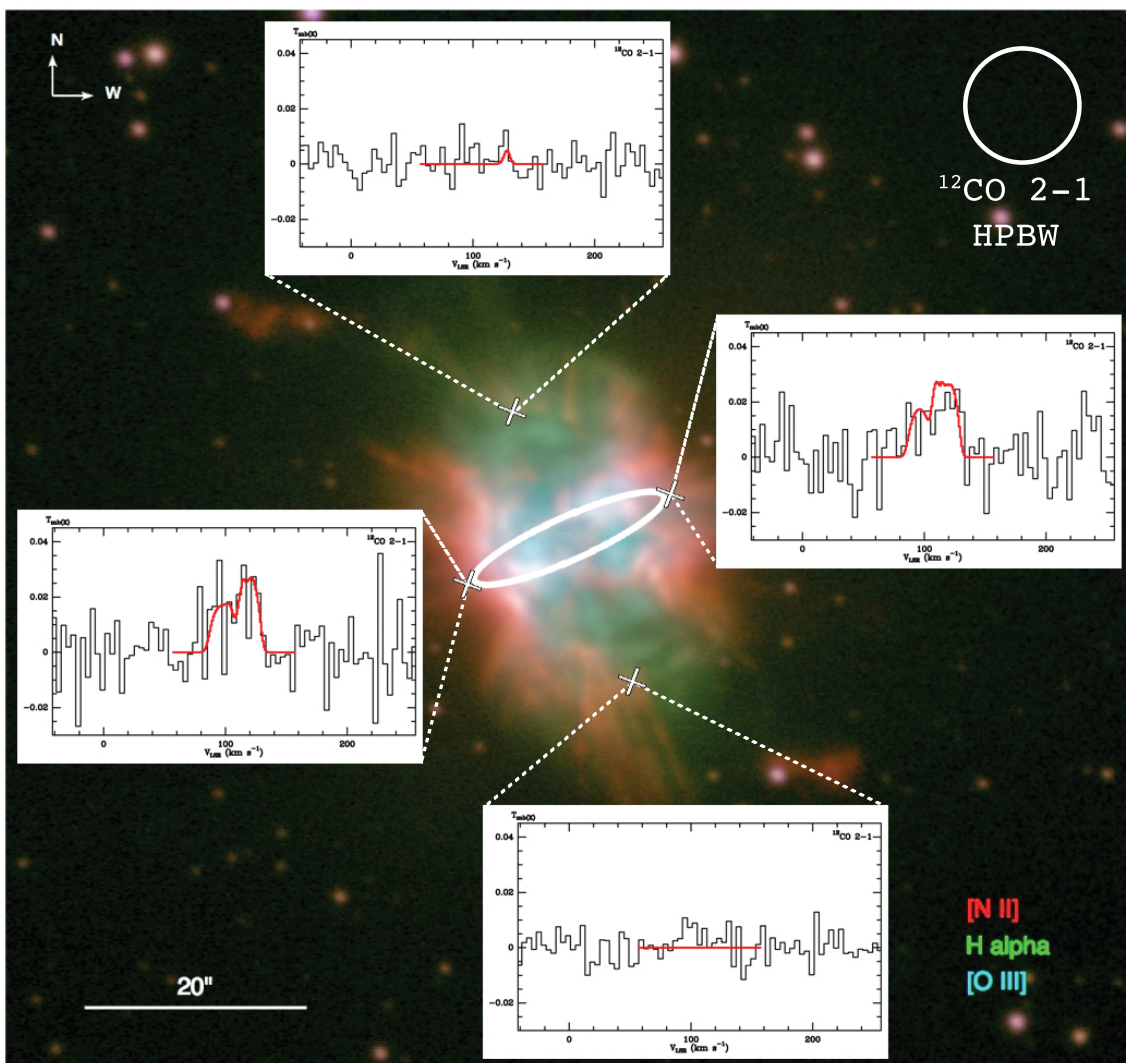 N
W
T_mb(K)
¹²CO 2-1
0.04
0.02
0
-0.02
0 100 200
V_LSR (km s⁻¹)
¹²CO 2-1
HPBW
T_mb(K)
¹²CO 2-1
0.04
0.02
0
-0.02
0 100 200
V_LSR (km s⁻¹)
T_mb(K)
¹²CO 2-1
0.04
0.02
0
-0.02
0 100 200
V_LSR (km s⁻¹)
T_mb(K)
¹²CO 2-1
0.04
0.02
0
-0.02
0 100 200
V_LSR (km s⁻¹)
20"
[N II]
H alpha
[O III]